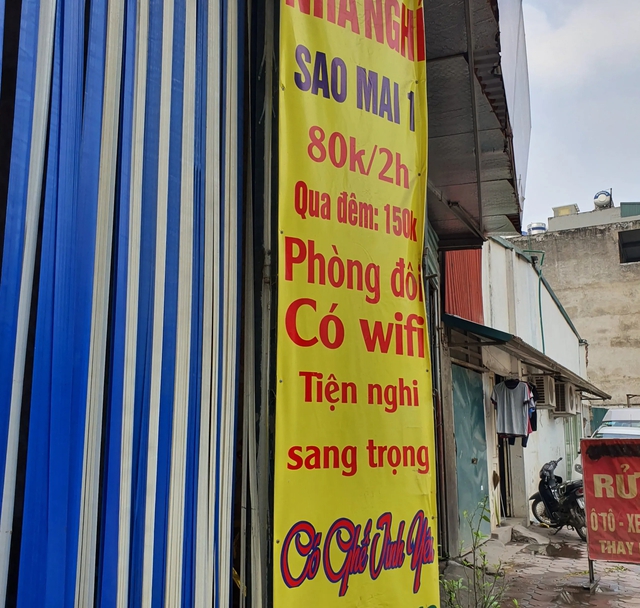 NHÀ NGHỈ
SAO MAI 1
80k/2h
Qua đêm: 150k
Phòng đôi
Có wifi
Tiện nghi
sang trọng
Có Ghế Tình Yêu
RỬ
Ô TÔ - XE
THAY